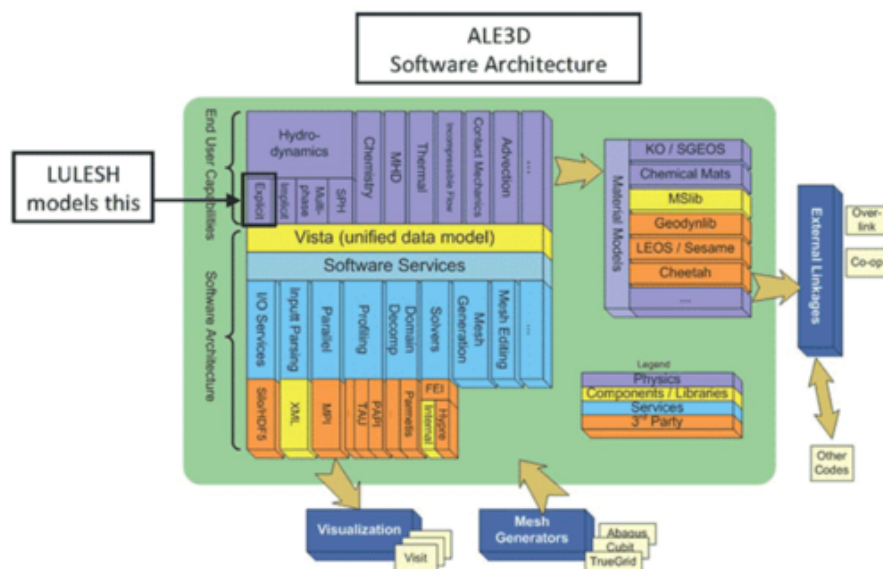 ALE3D
Software Architecture
LULESH
models this
End User Capabilities
Software Architecture
Hydro-
dynamics
Explicit
Implicit
Multi-
phase
SPH
Chemistry
MHD
Thermal
Incompressible Flow
Contact Mechanics
Advection
...
Vista (unified data model)
Software Services
I/O Services
Inputt Parsing
Parallel
Profiling
Domain
Decomp
Solvers
Mesh
Generation
Mesh Editing
...
Silo/HDF5
XML
MPI
TAU
PAPI
Parmetis
FEI
Internal
Hypre
Material Models
KO / SGEOS
Chemical Mats
MSlib
Geodynlib
LEOS / Sesame
Cheetah
...
Legend
Physics
Components / Libraries
Services
3rd Party
External Linkages
Over-
link
Co-op
Other
Codes
Visualization
Visit
Mesh
Generators
Abaqus
Cubit
TrueGrid